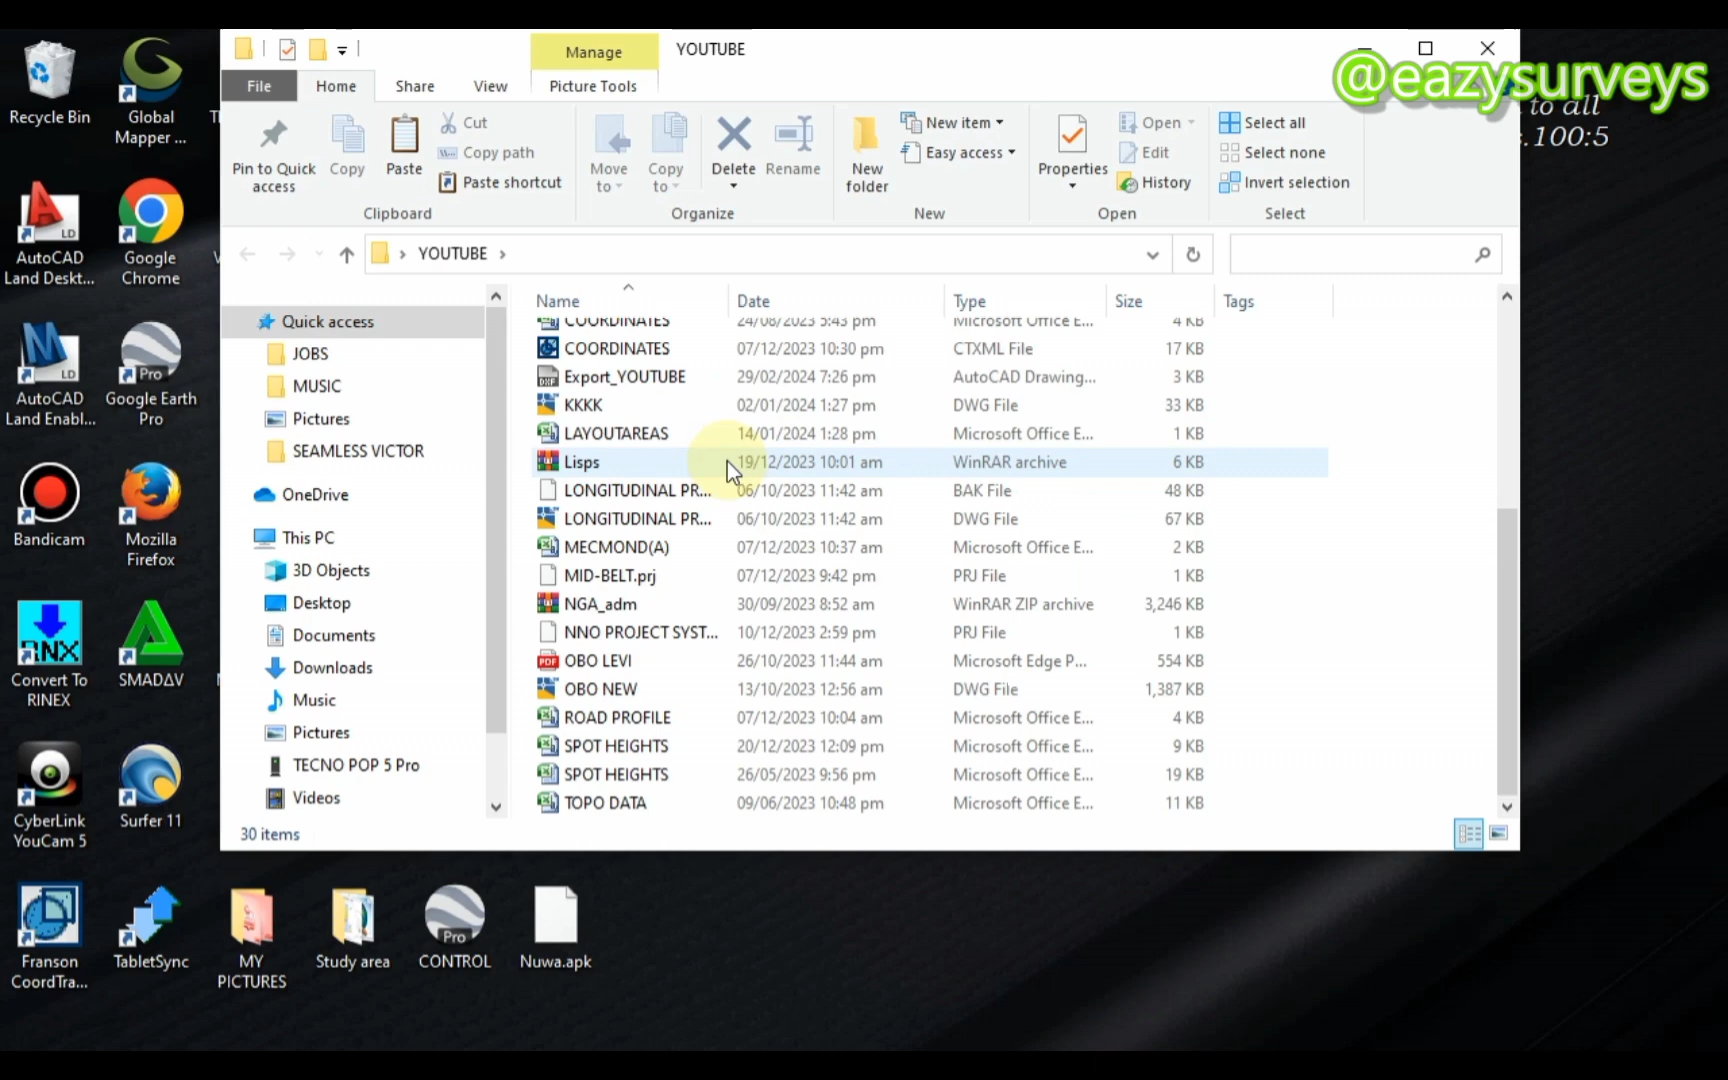 Manage YOUTUBE
@eazysurveys
to all
.100:5
File Home Share View Picture Tools
Pin to Quick access
Copy
Paste
Cut
Copy path
Paste shortcut
Clipboard
Move to
Copy to
Delete
Rename
Organize
New folder
New item
Easy access
New
Properties
Open
Edit
History
Open
Select all
Select none
Invert selection
Select
YOUTUBE
Quick access
JOBS
MUSIC
Pictures
SEAMLESS VICTOR
OneDrive
This PC
3D Objects
Desktop
Documents
Downloads
Music
Pictures
TECNO POP 5 Pro
Videos
Name Date Type Size Tags
COORDINATES 24/08/2023 5:43 pm Microsoft Office E... 4 KB
COORDINATES 07/12/2023 10:30 pm CTXML File 17 KB
Export_YOUTUBE 29/02/2024 7:26 pm AutoCAD Drawing... 3 KB
KKKK 02/01/2024 1:27 pm DWG File 33 KB
LAYOUTAREAS 14/01/2024 1:28 pm Microsoft Office E... 1 KB
Lisps 19/12/2023 10:01 am WinRAR archive 6 KB
LONGITUDINAL PR... 06/10/2023 11:42 am BAK File 48 KB
LONGITUDINAL PR... 06/10/2023 11:42 am DWG File 67 KB
MECMOND(A) 07/12/2023 10:37 am Microsoft Office E... 2 KB
MID-BELT.prj 07/12/2023 9:42 pm PRJ File 1 KB
NGA_adm 30/09/2023 8:52 am WinRAR ZIP archive 3,246 KB
NNO PROJECT SYST... 10/12/2023 2:59 pm PRJ File 1 KB
OBO LEVI 26/10/2023 11:44 am Microsoft Edge P... 554 KB
OBO NEW 13/10/2023 12:56 am DWG File 1,387 KB
ROAD PROFILE 07/12/2023 10:04 am Microsoft Office E... 4 KB
SPOT HEIGHTS 20/12/2023 12:09 pm Microsoft Office E... 9 KB
SPOT HEIGHTS 26/05/2023 9:56 pm Microsoft Office E... 19 KB
TOPO DATA 09/06/2023 10:48 pm Microsoft Office E... 11 KB
30 items
Recycle Bin
Global Mapper ...
AutoCAD Land Deskt...
Google Chrome
AutoCAD Land Enabl...
Google Earth Pro
Bandicam
Mozilla Firefox
Convert To RINEX
SMADΔV
CyberLink YouCam 5
Surfer 11
Franson CoordTra...
TabletSync
MY PICTURES
Study area
CONTROL
Nuwa.apk